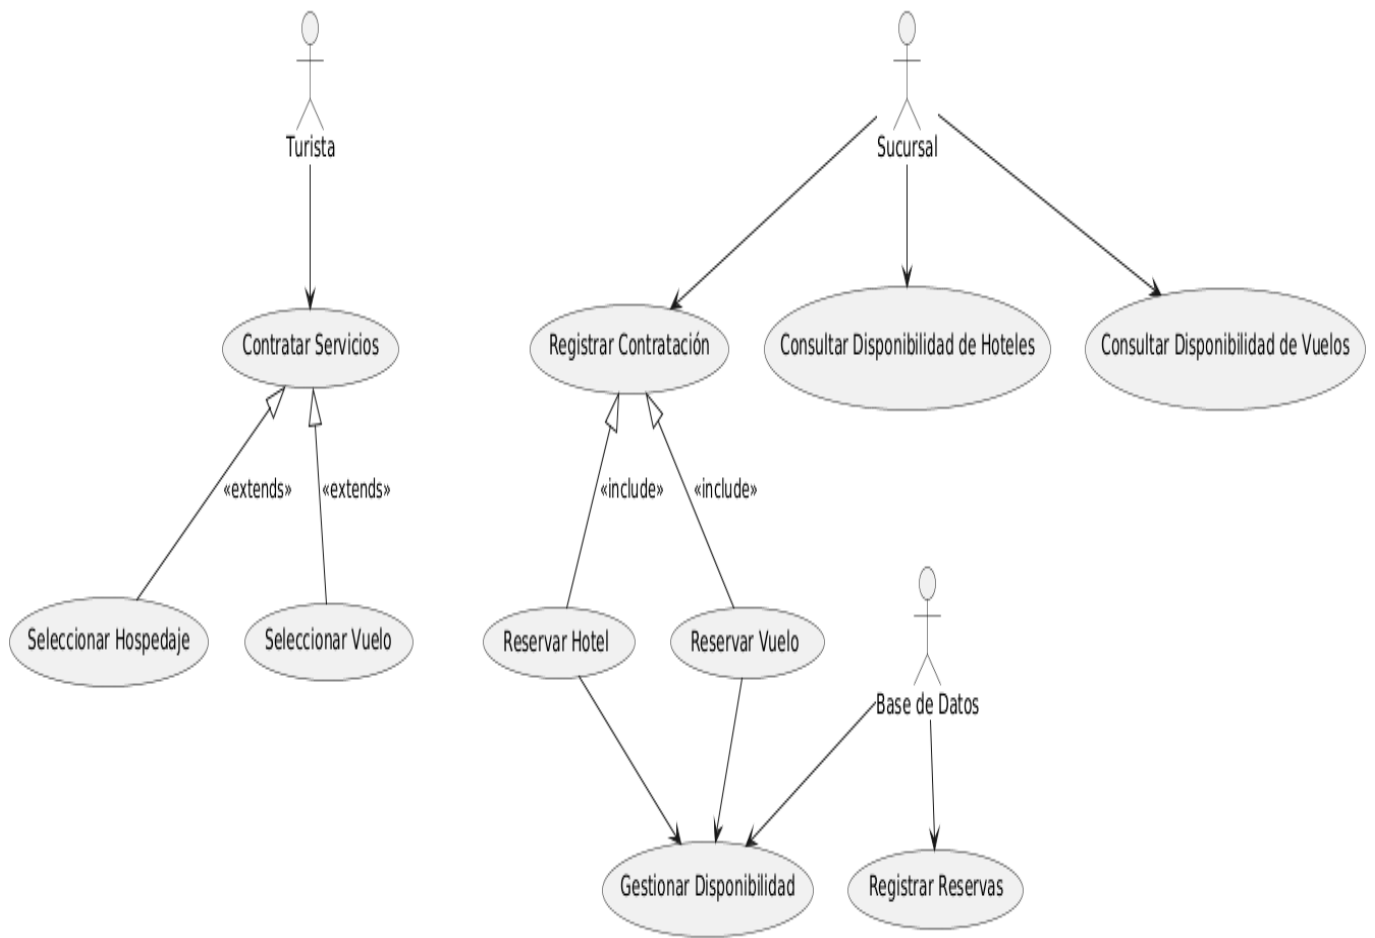 Turista
Sucursal
Contratar Servicios
Registrar Contratación
Consultar Disponibilidad de Hoteles
Consultar Disponibilidad de Vuelos
«extends»
«extends»
«include»
«include»
Seleccionar Hospedaje
Seleccionar Vuelo
Reservar Hotel
Reservar Vuelo
Base de Datos
Gestionar Disponibilidad
Registrar Reservas